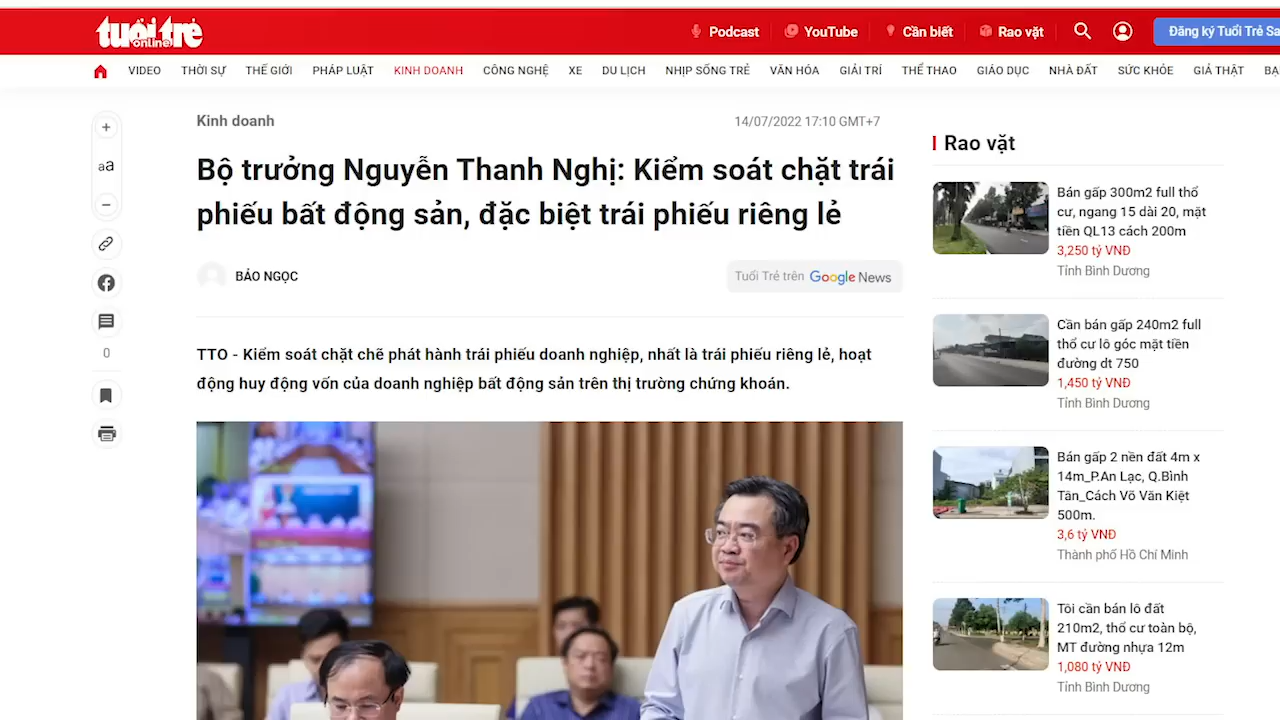 tuổi trẻ
online
Podcast
YouTube
Cần biết
Rao vặt
Đăng ký Tuổi Trẻ Sa
VIDEO
THỜI SỰ
THẾ GIỚI
PHÁP LUẬT
KINH DOANH
CÔNG NGHỆ
XE
DU LỊCH
NHỊP SỐNG TRẺ
VĂN HÓA
GIẢI TRÍ
THỂ THAO
GIÁO DỤC
NHÀ ĐẤT
SỨC KHỎE
GIẢ THẬT
BẠ
+
aa
−
0
Kinh doanh
14/07/2022 17:10 GMT+7
Bộ trưởng Nguyễn Thanh Nghị: Kiểm soát chặt trái
phiếu bất động sản, đặc biệt trái phiếu riêng lẻ
BẢO NGỌC
Tuổi Trẻ trên Google News
TTO - Kiểm soát chặt chẽ phát hành trái phiếu doanh nghiệp, nhất là trái phiếu riêng lẻ, hoạt
động huy động vốn của doanh nghiệp bất động sản trên thị trường chứng khoán.
Rao vặt
Bán gấp 300m2 full thổ
cư, ngang 15 dài 20, mặt
tiền QL13 cách 200m
3,250 tỷ VNĐ
Tỉnh Bình Dương
Cần bán gấp 240m2 full
thổ cư lô góc mặt tiền
đường dt 750
1,450 tỷ VNĐ
Tỉnh Bình Dương
Bán gấp 2 nền đất 4m x
14m_P.An Lạc, Q.Bình
Tân_Cách Võ Văn Kiệt
500m.
3,6 tỷ VNĐ
Thành phố Hồ Chí Minh
Tôi cần bán lô đất
210m2, thổ cư toàn bộ,
MT đường nhựa 12m
1,080 tỷ VNĐ
Tỉnh Bình Dương